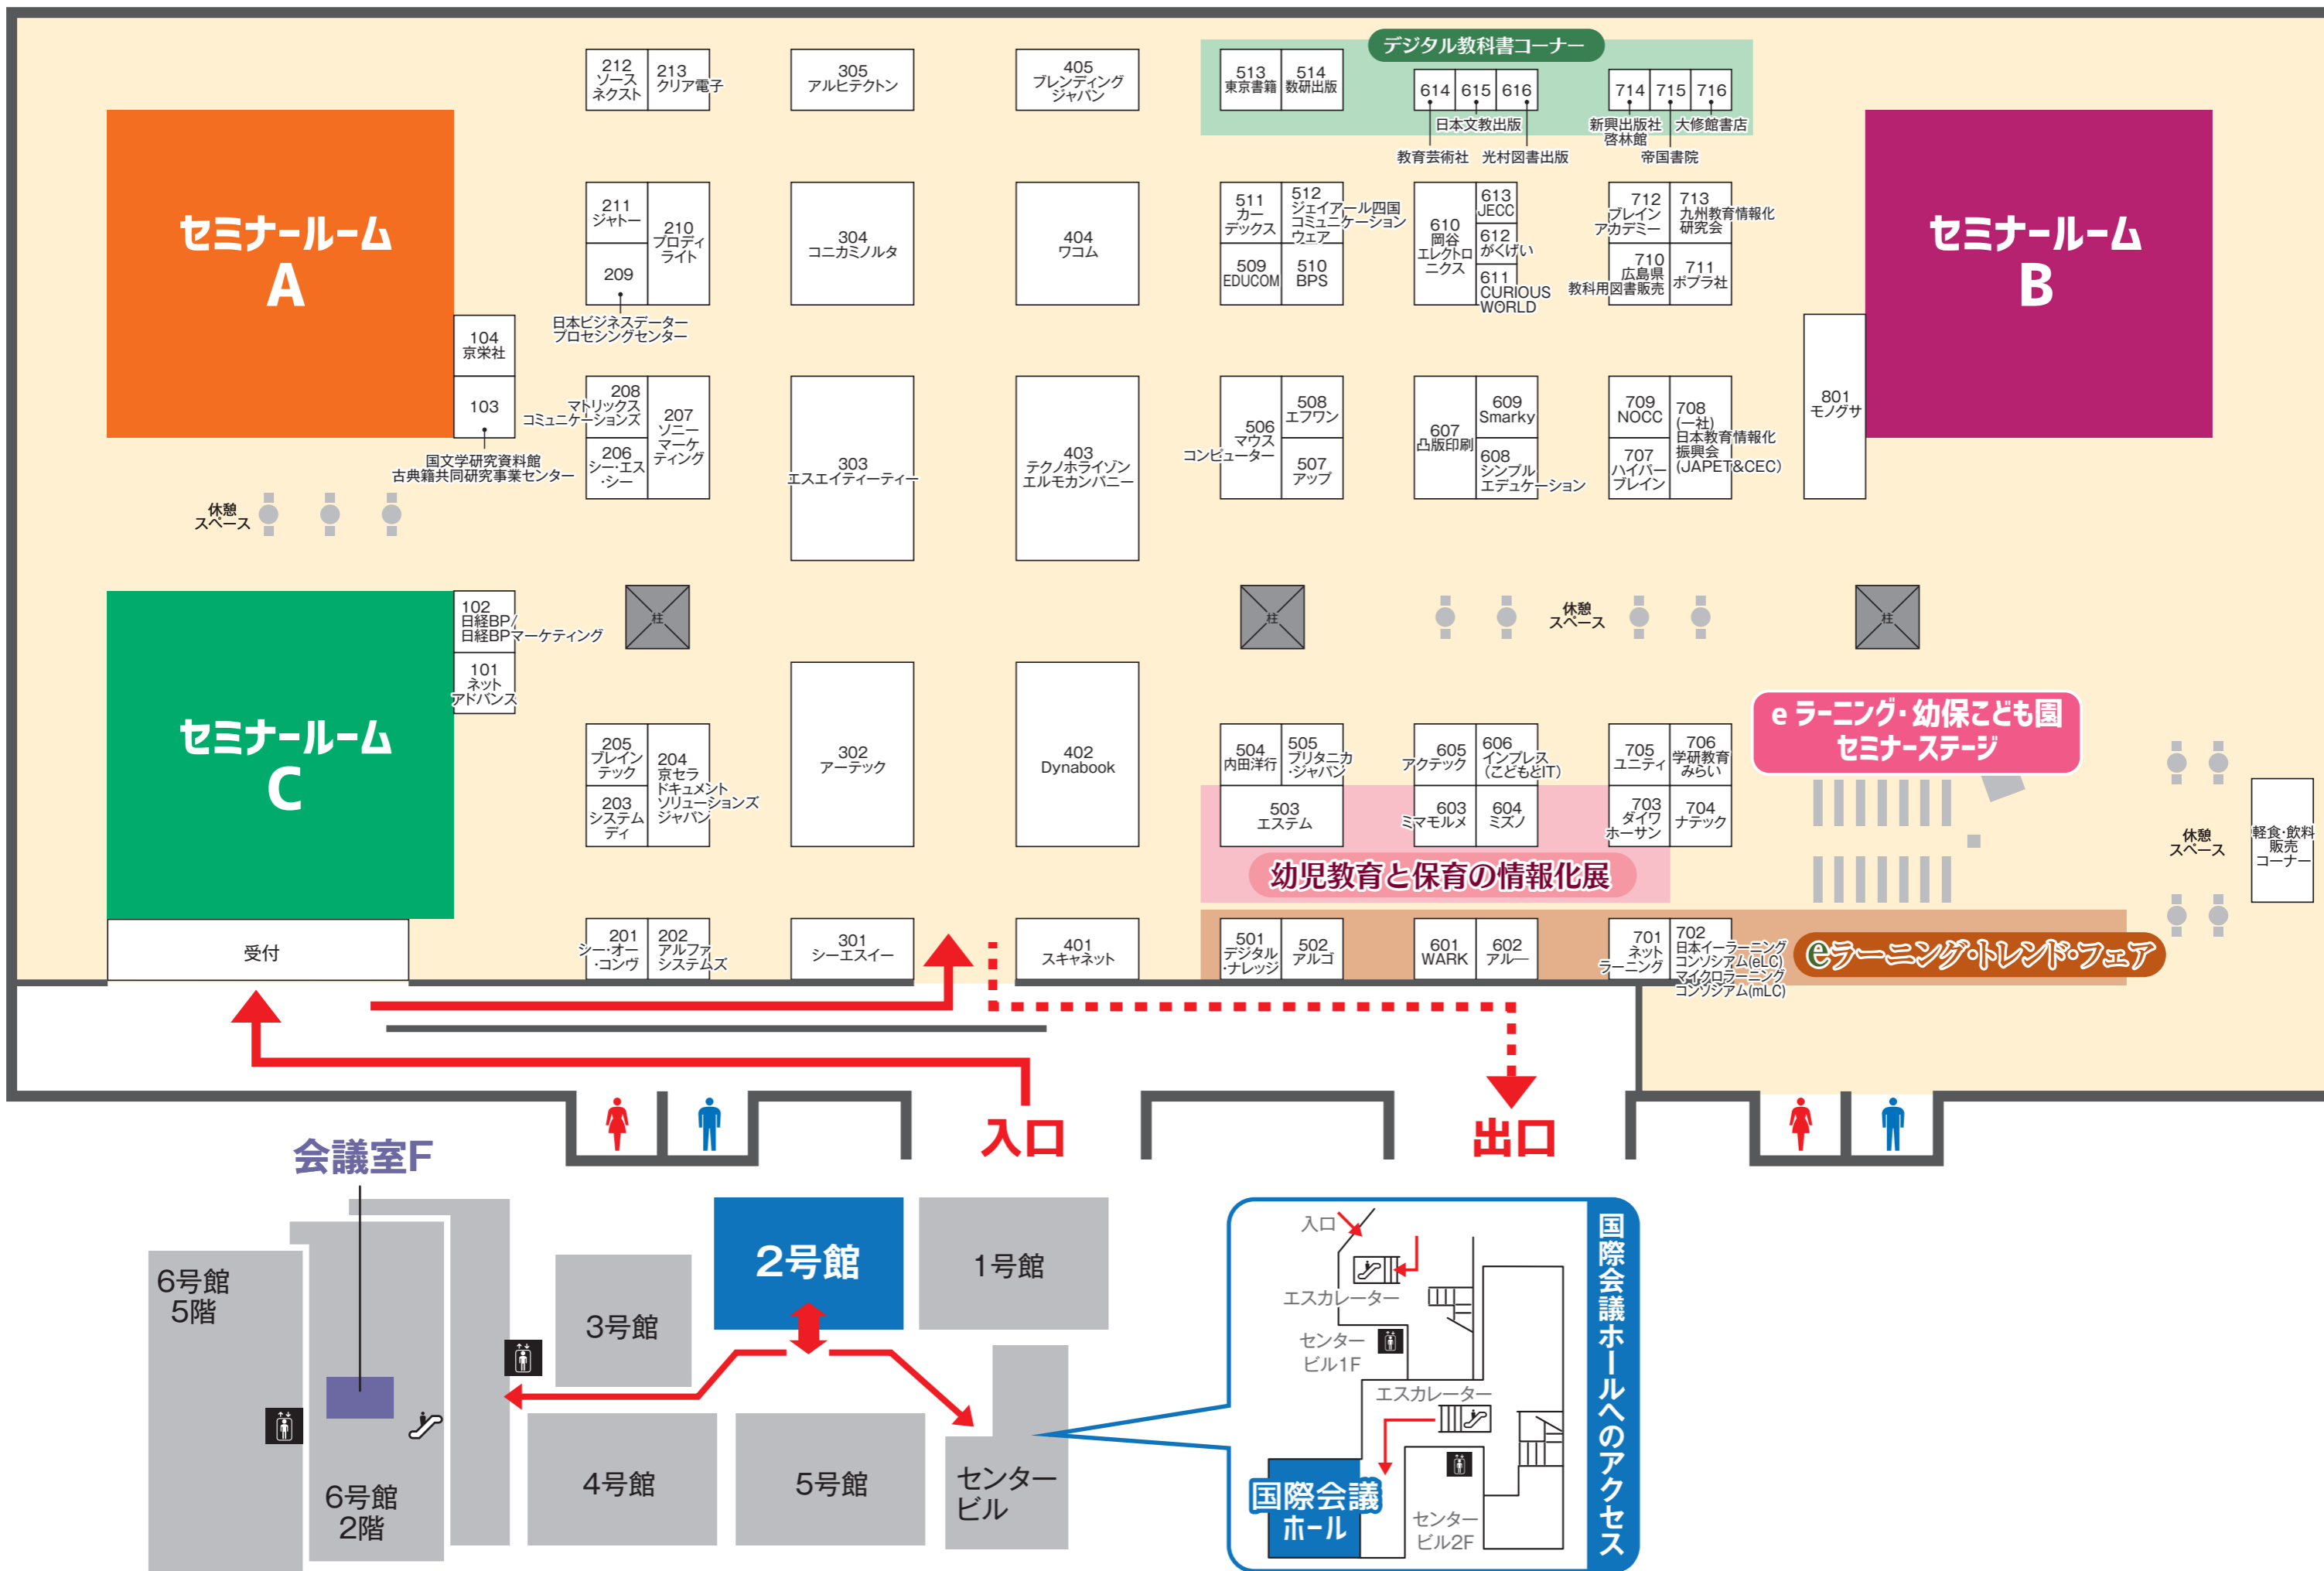 デジタル教科書コーナー
212
ソース
ネクスト
213
クリア電子
305
アルヒテクトン
405
ブレンディング
ジャパン
513
東京書籍
514
数研出版
614
615
616
日本文教出版
教育芸術社
光村図書出版
714
715
716
新興出版社
啓林館
大修館書店
帝国書院
セミナールーム
A
211
ジャトー
210
プロディ
ライト
209
日本ビジネスデーター
プロセシングセンター
304
コニカミノルタ
404
ワコム
511
カー
デックス
512
ジェイアール四国
コミュニケーション
ウェア
509
EDUCOM
510
BPS
610
岡谷
エレクトロ
ニクス
613
JECC
612
がくげい
611
CURIOUS
WORLD
712
ブレイン
アカデミー
713
九州教育情報化
研究会
710
広島県
教科用図書販売
711
ポプラ社
セミナールーム
B
104
京栄社
103
国文学研究資料館
古典籍共同研究事業センター
208
マトリックス
コミュニケーションズ
207
ソニー
マーケ
ティング
206
シー・エス
・シー
303
エスエイティーティー
403
テクノホライゾン
エルモカンパニー
506
マウス
コンピューター
508
エフワン
507
アップ
607
凸版印刷
609
Smarky
608
シンプル
エデュケーション
709
NOCC
708
(一社)
日本教育情報化
振興会
(JAPET&CEC)
707
ハイパー
ブレイン
801
モノグサ
休憩
スペース
セミナールーム
C
102
日経BP/
日経BPマーケティング
101
ネット
アドバンス
柱
柱
休憩
スペース
柱
205
ブレイン
テック
204
京セラ
ドキュメント
ソリューションズ
ジャパン
203
システム
ディ
302
アーテック
402
Dynabook
504
内田洋行
505
ブリタニカ
・ジャパン
503
エステム
605
アクテック
606
インプレス
(こどもとIT)
603
ミマモルメ
604
ミズノ
705
ユニティ
706
学研教育
みらい
703
ダイワ
ホーサン
704
ナテック
e ラーニング・幼保こども園
セミナーステージ
休憩
スペース
軽食・飲料
販売
コーナー
幼児教育と保育の情報化展
受付
201
シー・オー
・コンヴ
202
アルファ
システムズ
301
シーエスイー
401
スキャネット
501
デジタル
・ナレッジ
502
アルゴ
601
WARK
602
アルー
701
ネット
ラーニング
702
日本イーラーニング
コンソシアム(eLC)
マイクロラーニング
コンソシアム(mLC)
eラーニング・トレンド・フェア
入口
出口
会議室F
6号館
5階
6号館
2階
3号館
2号館
1号館
4号館
5号館
センター
ビル
入口
エスカレーター
センター
ビル1F
エスカレーター
国際会議
ホール
センター
ビル2F
国際会議ホールへのアクセス